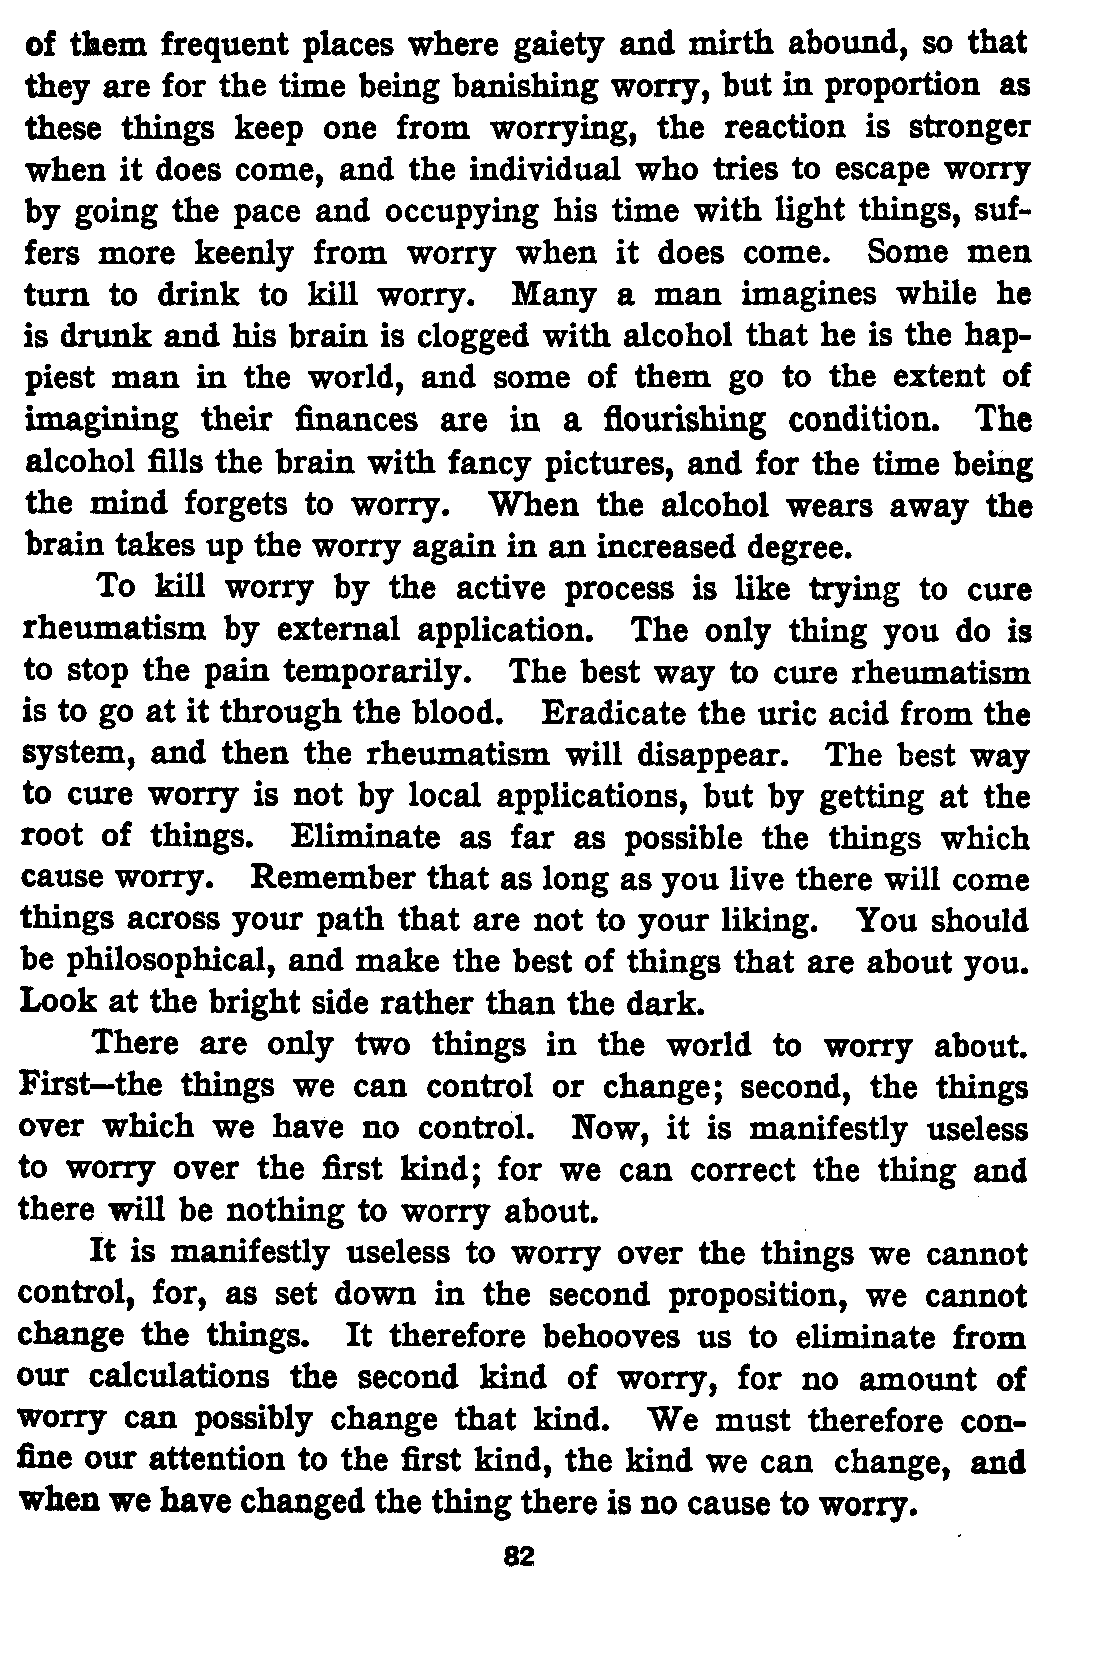 of them frequent places where gaiety and mirth abound, so that
they are for the time being banishing worry, but in proportion as
these things keep one from worrying, the reaction is stronger
when it does come, and the individual who tries to escape worry
by going the pace and occupying his time with light things, suf-
fers more keenly from worry when it does come. Some men
turn to drink to kill worry. Many a man imagines while he
is drunk and his brain is clogged with alcohol that he is the hap-
piest man in the world, and some of them go to the extent of
imagining their finances are in a flourishing condition. The
alcohol fills the brain with fancy pictures, and for the time being
the mind forgets to worry. When the alcohol wears away the
brain takes up the worry again in an increased degree.
To kill worry by the active process is like trying to cure
rheumatism by external application. The only thing you do is
to stop the pain temporarily. The best way to cure rheumatism
is to go at it through the blood. Eradicate the uric acid from the
system, and then the rheumatism will disappear. The best way
to cure worry is not by local applications, but by getting at the
root of things. Eliminate as far as possible the things which
cause worry. Remember that as long as you live there will come
things across your path that are not to your liking. You should
be philosophical, and make the best of things that are about you.
Look at the bright side rather than the dark.
There are only two things in the world to worry about.
First—the things we can control or change; second, the things
over which we have no control. Now, it is manifestly useless
to worry over the first kind; for we can correct the thing and
there will be nothing to worry about.
It is manifestly useless to worry over the things we cannot
control, for, as set down in the second proposition, we cannot
change the things. It therefore behooves us to eliminate from
our calculations the second kind of worry, for no amount of
worry can possibly change that kind. We must therefore con-
fine our attention to the first kind, the kind we can change, and
when we have changed the thing there is no cause to worry.
82